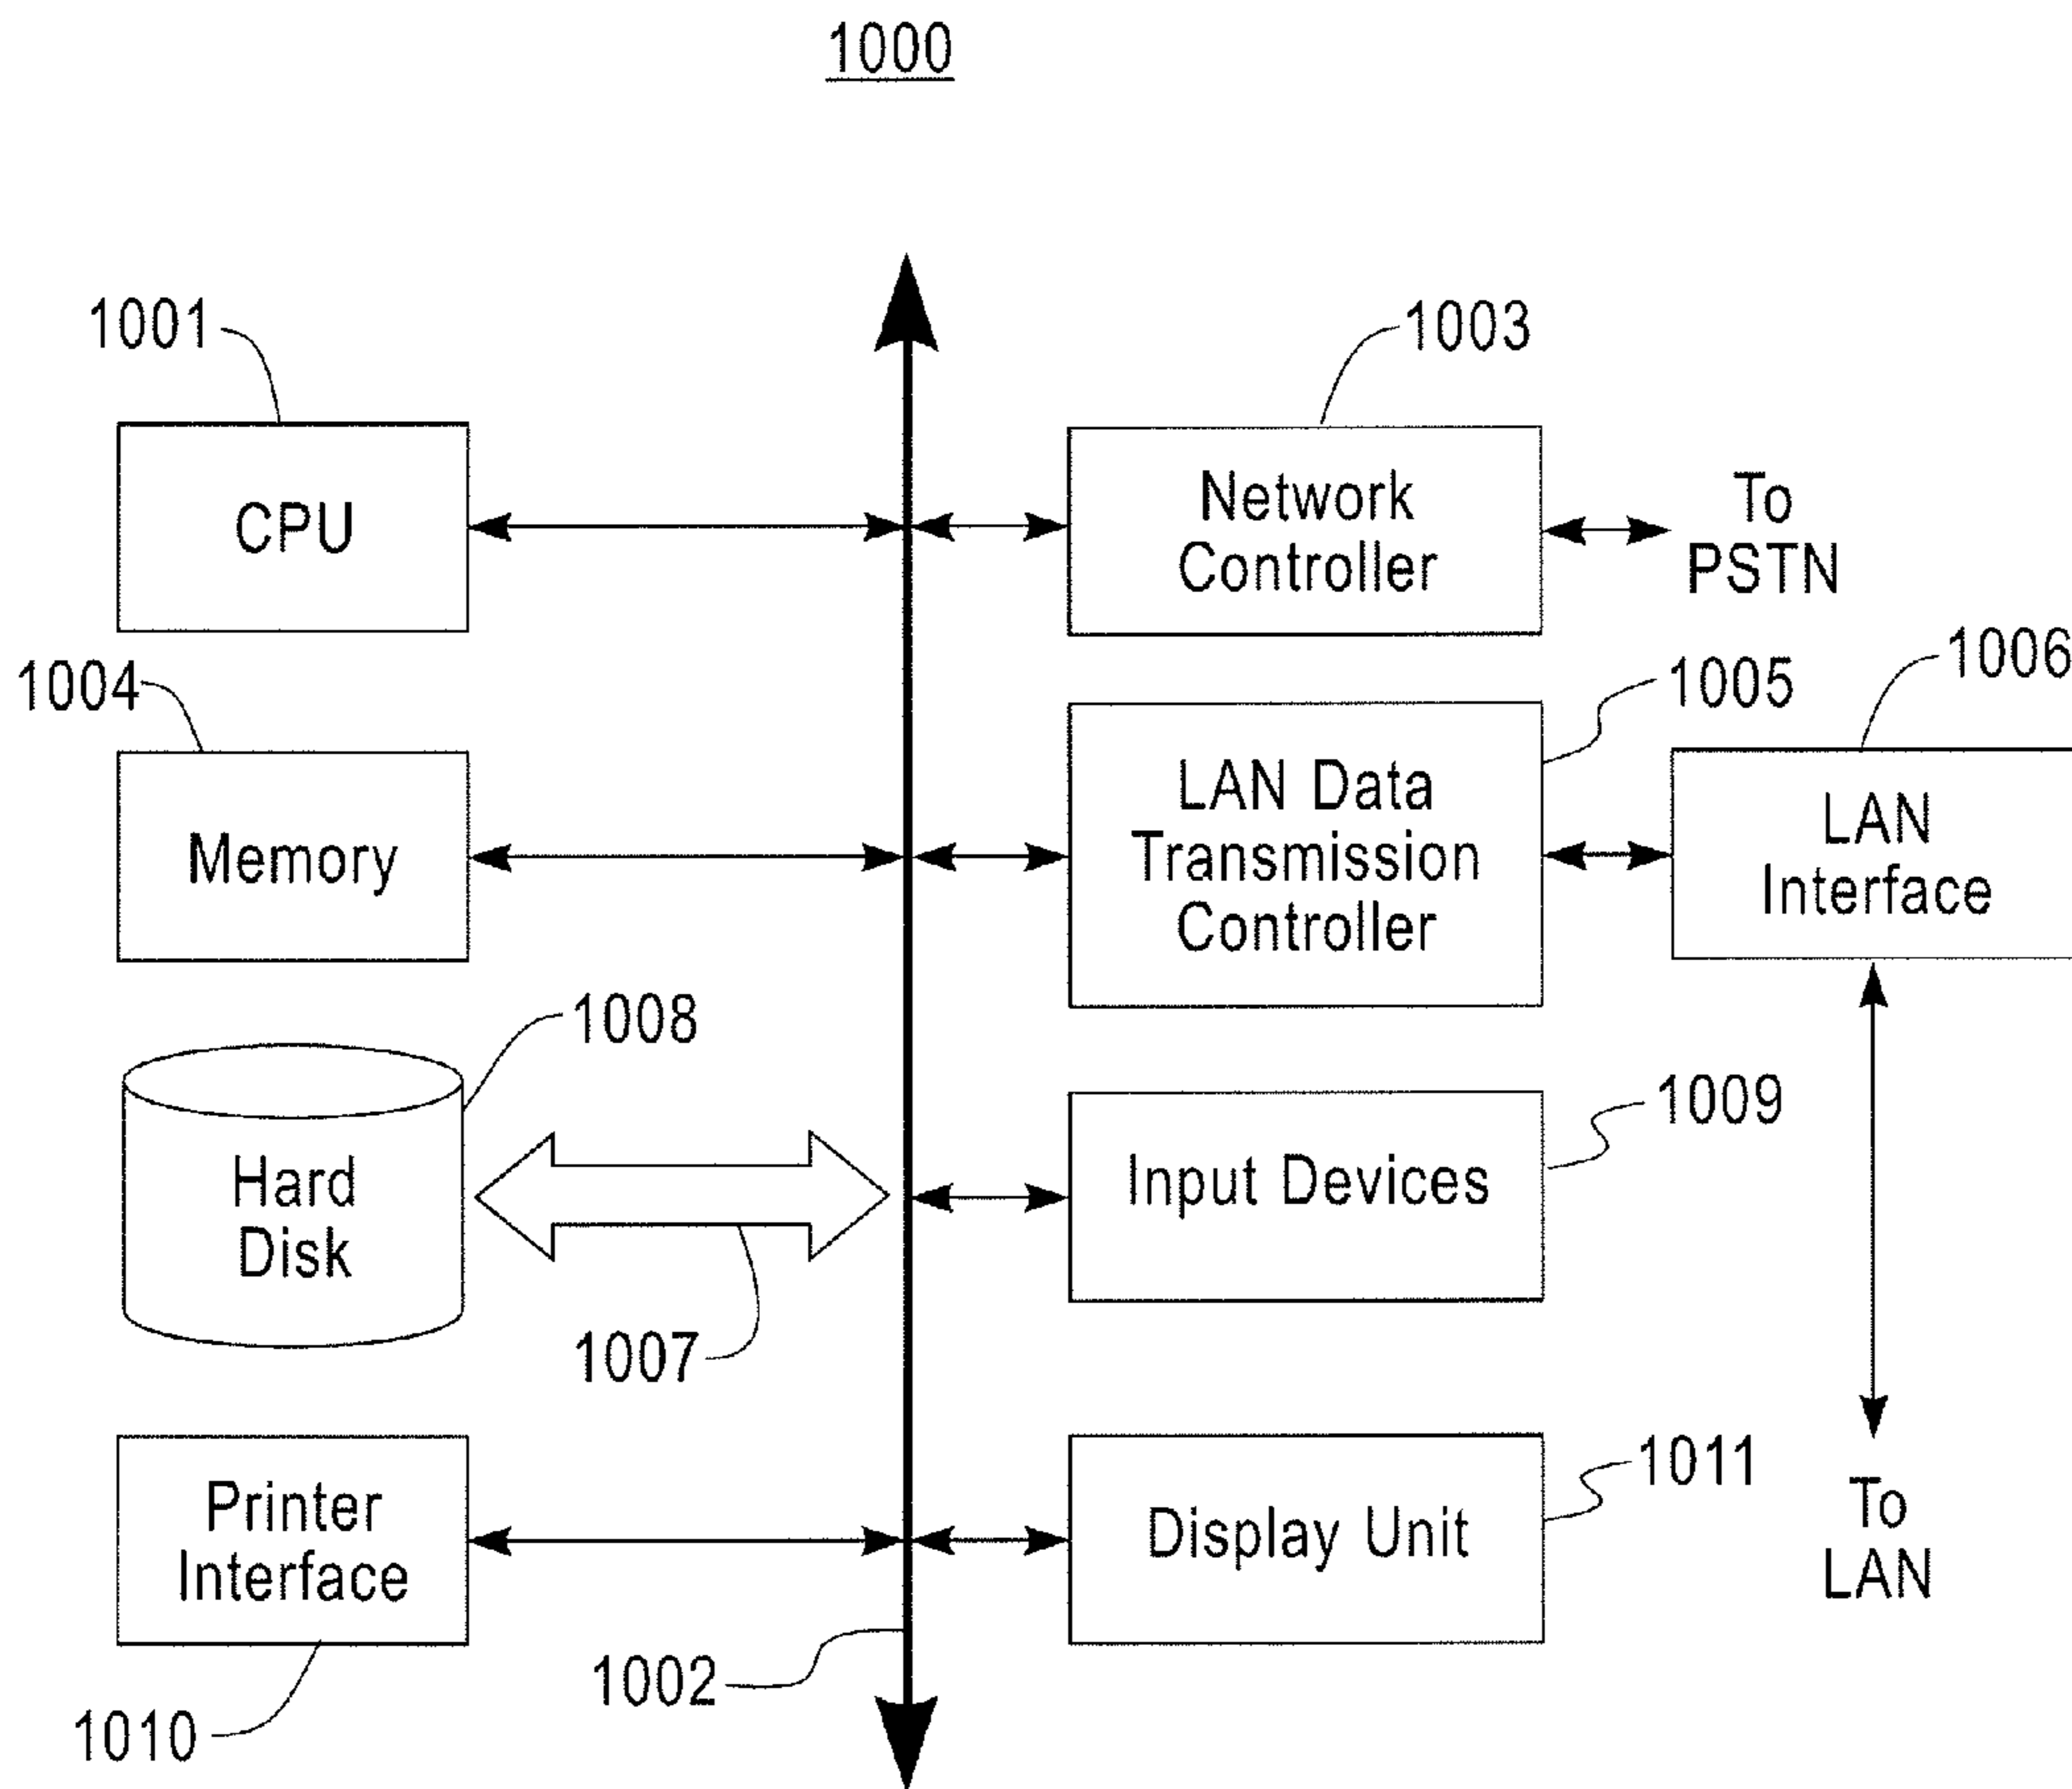 1000
1001
1003
CPU
Network
Controller
To
PSTN
1004
1005
1006
Memory
LAN Data
Transmission
Controller
LAN
Interface
1008
1009
Hard
Disk
Input Devices
1007
1011
Printer
Interface
Display Unit
To
LAN
1002
1010